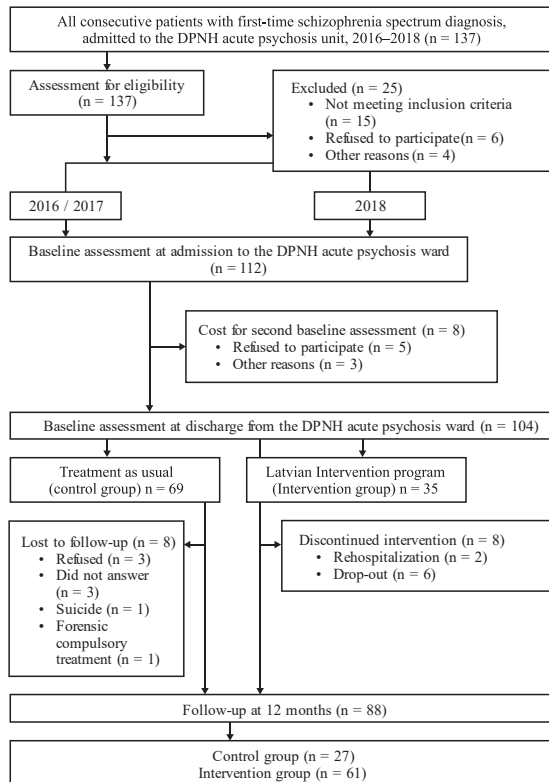 All consecutive patients with first-time schizophrenia spectrum diagnosis,
admitted to the DPNH acute psychosis unit, 2016–2018 (n = 137)
Assessment for eligibility
(n = 137)
Excluded (n = 25)
• Not meeting inclusion criteria
(n = 15)
• Refused to participate (n = 6)
• Other reasons (n = 4)
2016 / 2017
2018
Baseline assessment at admission to the DPNH acute psychosis ward
(n = 112)
Cost for second baseline assessment (n = 8)
• Refused to participate (n = 5)
• Other reasons (n = 3)
Baseline assessment at discharge from the DPNH acute psychosis ward (n = 104)
Treatment as usual
(control group) n = 69
Latvian Intervention program
(Intervention group) n = 35
Lost to follow-up (n = 8)
• Refused (n = 3)
• Did not answer
(n = 3)
• Suicide (n = 1)
• Forensic
compulsory
treatment (n = 1)
Discontinued intervention (n = 8)
• Rehospitalization (n = 2)
• Drop-out (n = 6)
Follow-up at 12 months (n = 88)
Control group (n = 27)
Intervention group (n = 61)